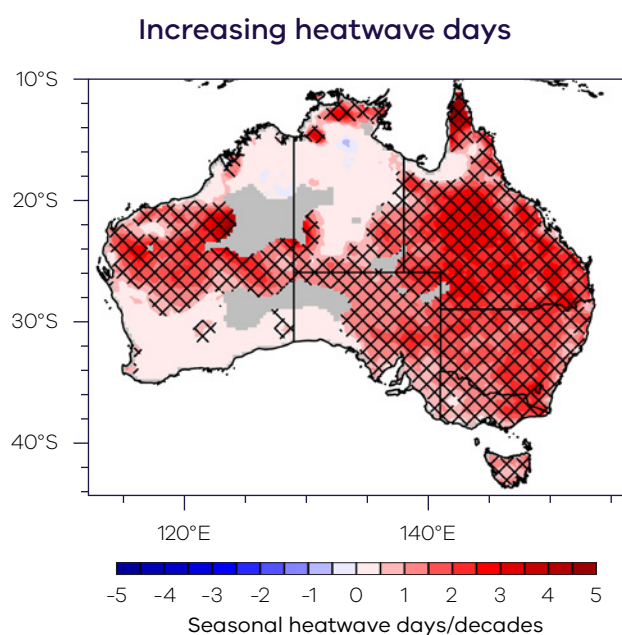 Increasing heatwave days
10°S
20°S
30°S
40°S
120°E 140°E
-5 -4 -3 -2 -1 0 1 2 3 4 5
Seasonal heatwave days/decades